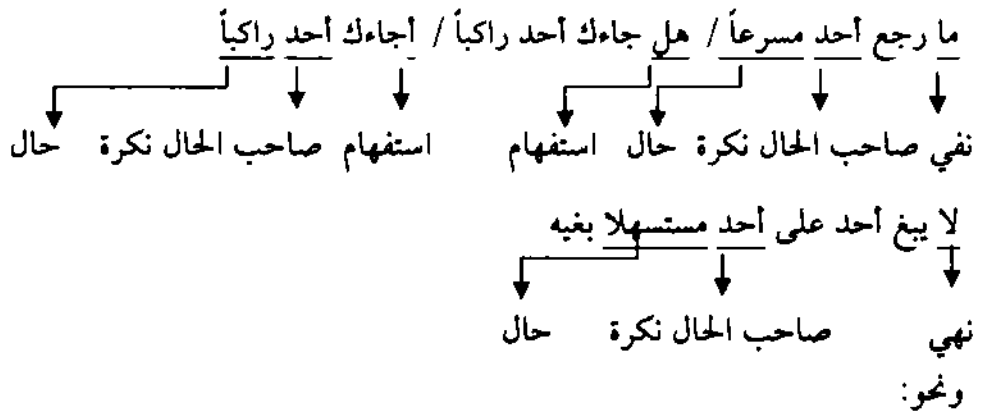 ما رجع أحد مسرعاً / هل جاءك أحد راكباً / أجاءك أحد راكباً
نفي صاحب الحال نكرة حال استفهام استفهام صاحب الحال نكرة حال
لا يبغ أحد على أحد مستسهلا بغيه
نهي صاحب الحال نكرة حال
ونحو: